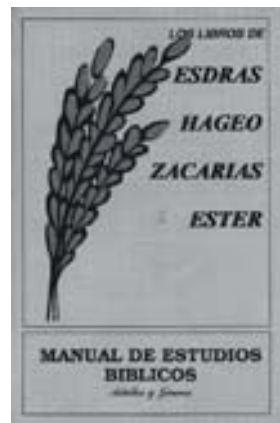 LOS LIBROS DE
ESDRAS
HAGEO
ZACARIAS
ESTER
MANUAL DE ESTUDIOS
BIBLICOS
y